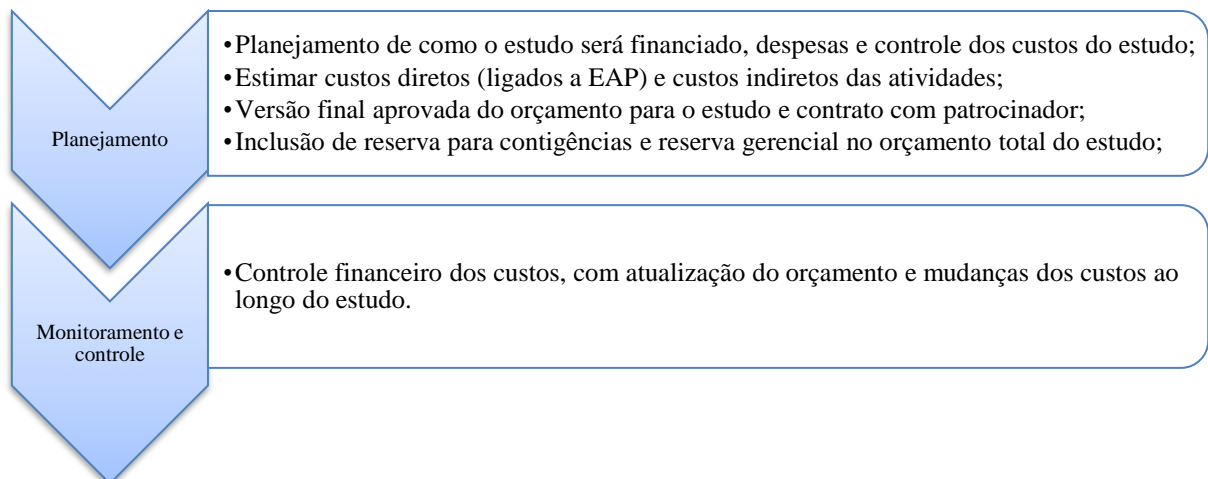 Planejamento
•Planejamento de como o estudo será financiado, despesas e controle dos custos do estudo;
•Estimar custos diretos (ligados a EAP) e custos indiretos das atividades;
•Versão final aprovada do orçamento para o estudo e contrato com patrocinador;
•Inclusão de reserva para contigências e reserva gerencial no orçamento total do estudo;
Monitoramento e
controle
•Controle financeiro dos custos, com atualização do orçamento e mudanças dos custos ao
longo do estudo.